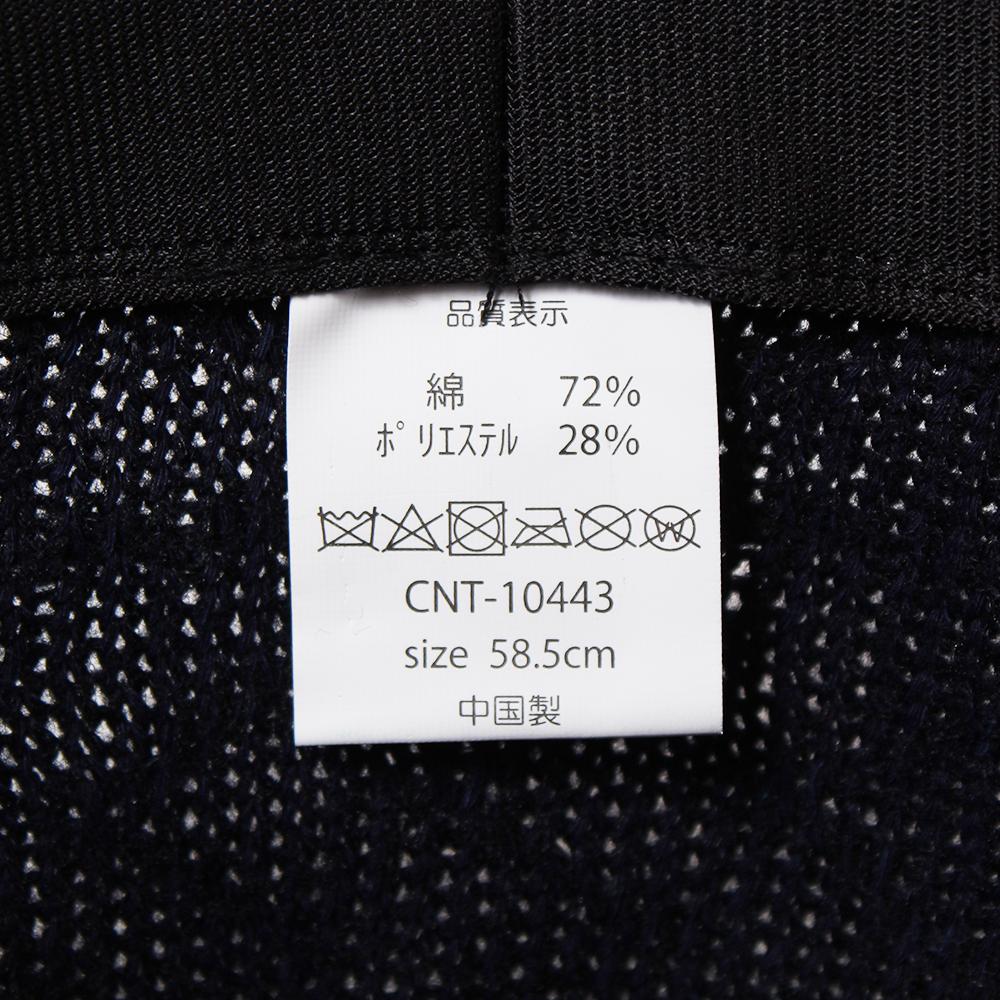 品質表示
綿 72%
ポリエステル 28%
W
CNT-10443
size 58.5cm
中国製